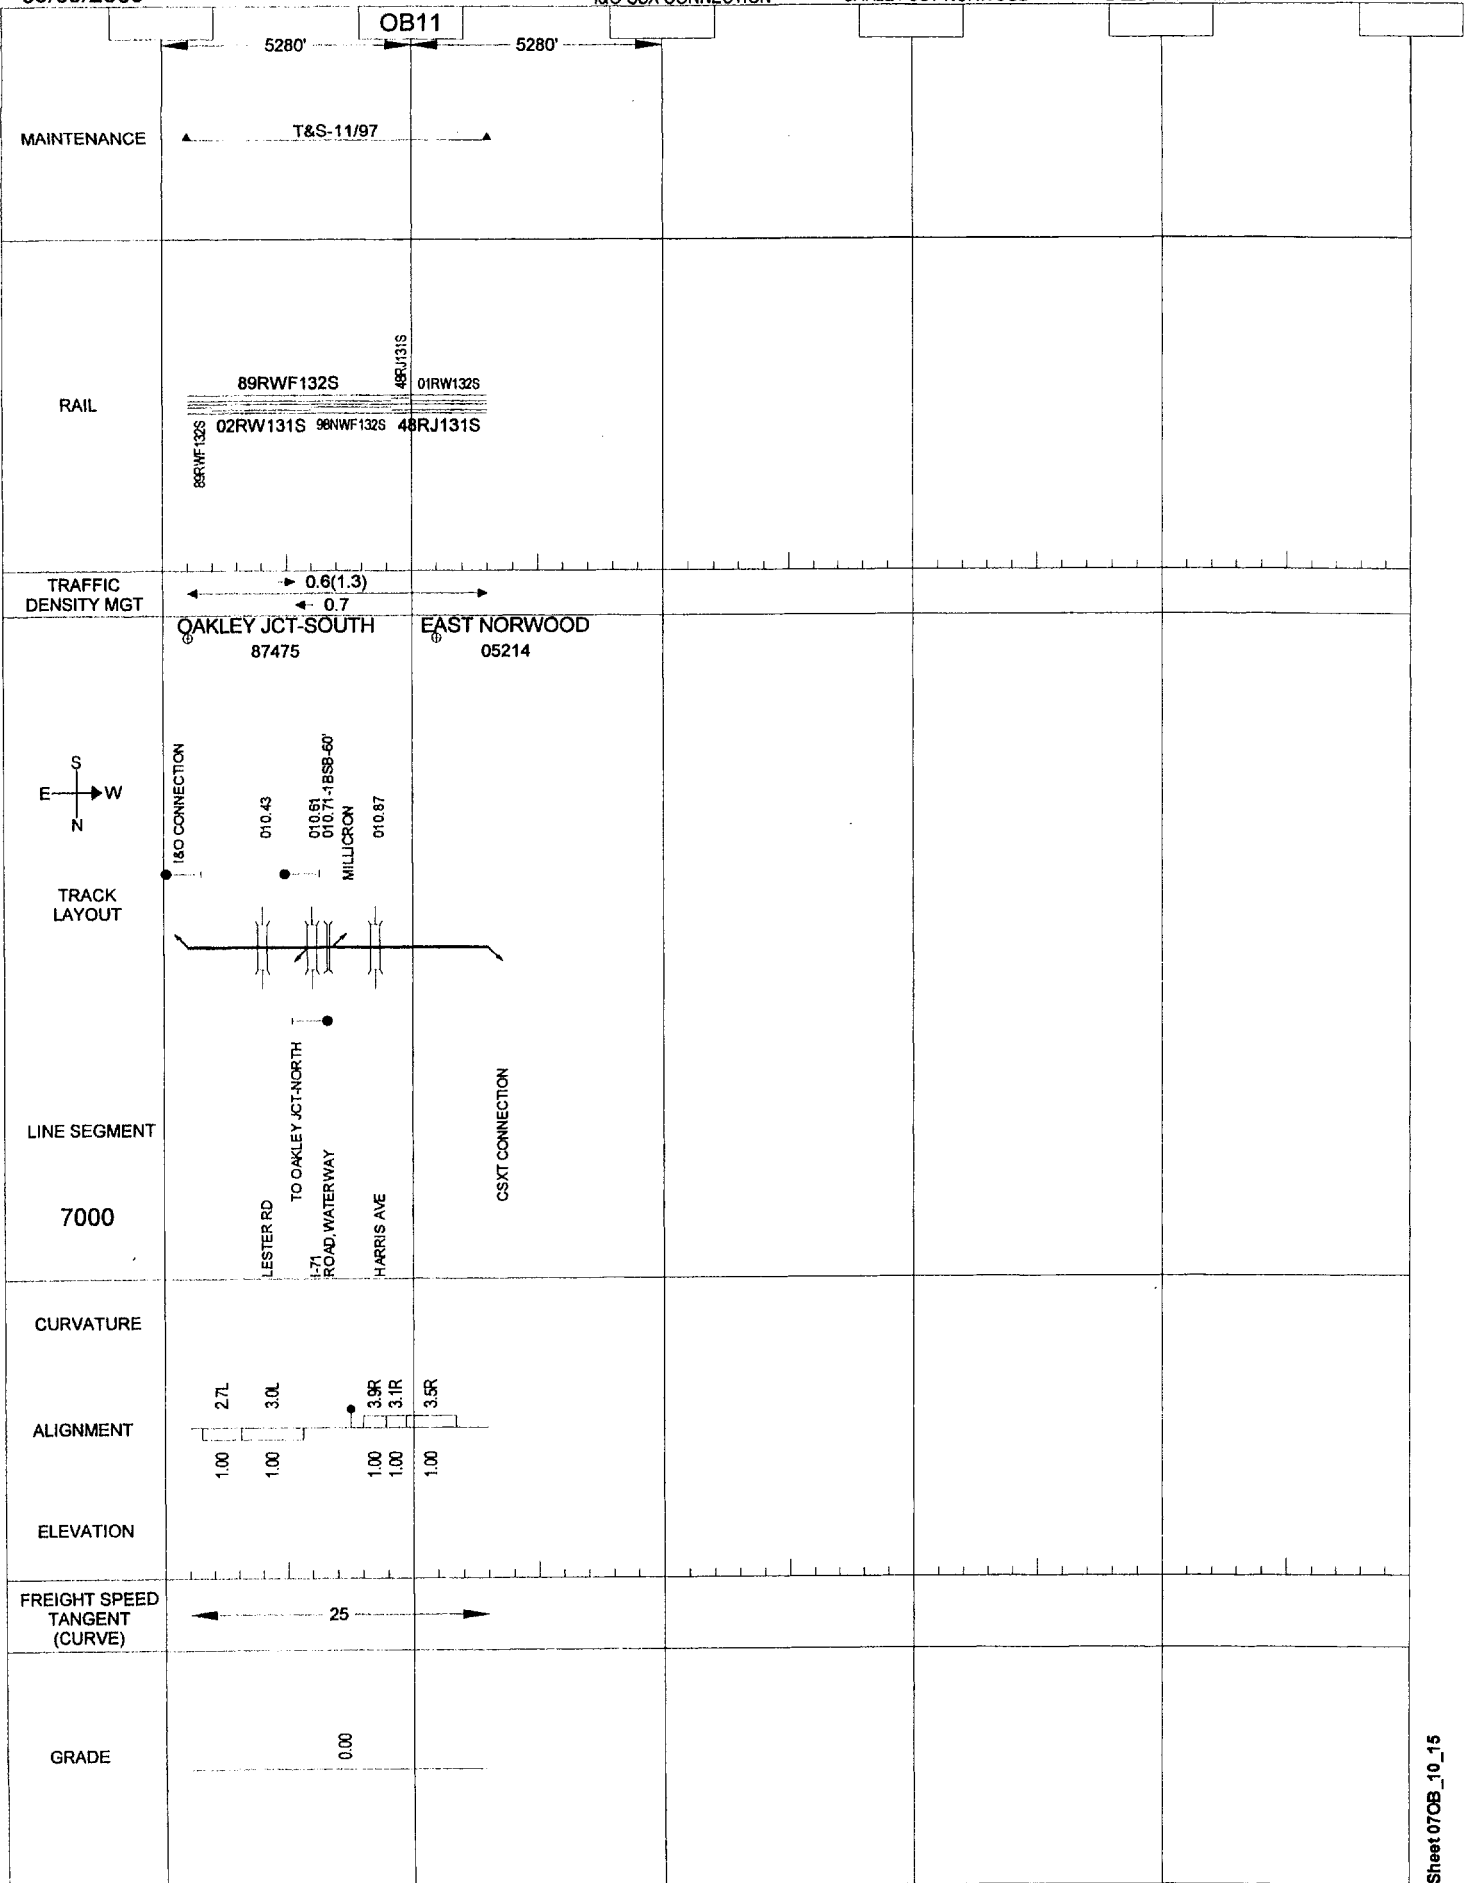 OB11
5280'
5280'
MAINTENANCE
T&S-11/97
RAIL
89RWF132S
48RJ131S
01RW132S
89RWF132S
02RW131S
98NWF132S
48RJ131S
TRAFFIC
DENSITY MGT
0.6(1.3)
0.7
OAKLEY JCT-SOUTH
87475
EAST NORWOOD
05214
S
E
W
N
I&O CONNECTION
010.43
010.61
010.71-1BSB-60'
MILLICRON
010.87
TRACK
LAYOUT
LINE SEGMENT
7000
LESTER RD
TO OAKLEY JCT-NORTH
I-71
ROAD, WATERWAY
HARRIS AVE
CSXT CONNECTION
CURVATURE
ALIGNMENT
ELEVATION
2.7L
3.0L
3.9R
3.1R
3.5R
1.00
1.00
1.00
1.00
1.00
FREIGHT SPEED
TANGENT
(CURVE)
25
GRADE
0.00
Sheet 07OB_10_15